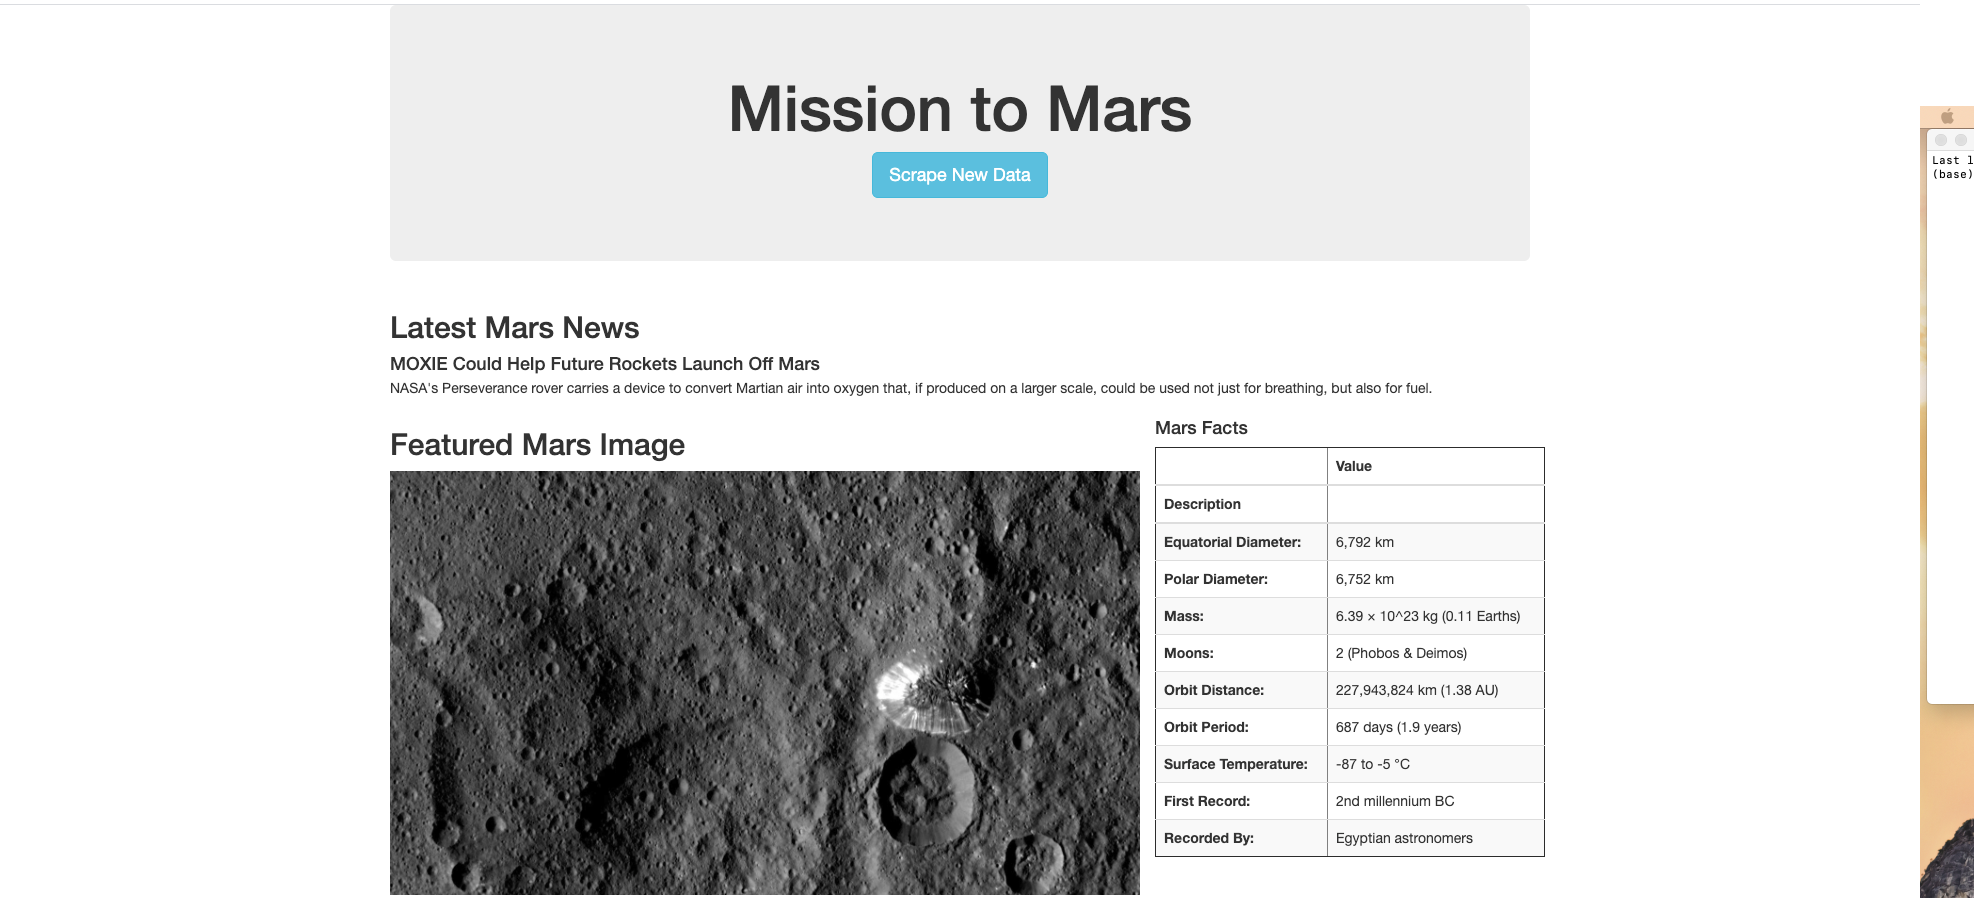 Mission to Mars
Scrape New Data
Latest Mars News
MOXIE Could Help Future Rockets Launch Off Mars
NASA's Perseverance rover carries a device to convert Martian air into oxygen that, if produced on a larger scale, could be used not just for breathing, but also for fuel.
Featured Mars Image
Mars Facts
Value
Description
Equatorial Diameter: 6,792 km
Polar Diameter: 6,752 km
Mass: 6.39 × 10^23 kg (0.11 Earths)
Moons: 2 (Phobos & Deimos)
Orbit Distance: 227,943,824 km (1.38 AU)
Orbit Period: 687 days (1.9 years)
Surface Temperature: -87 to -5 °C
First Record: 2nd millennium BC
Recorded By: Egyptian astronomers
Last l
(base)